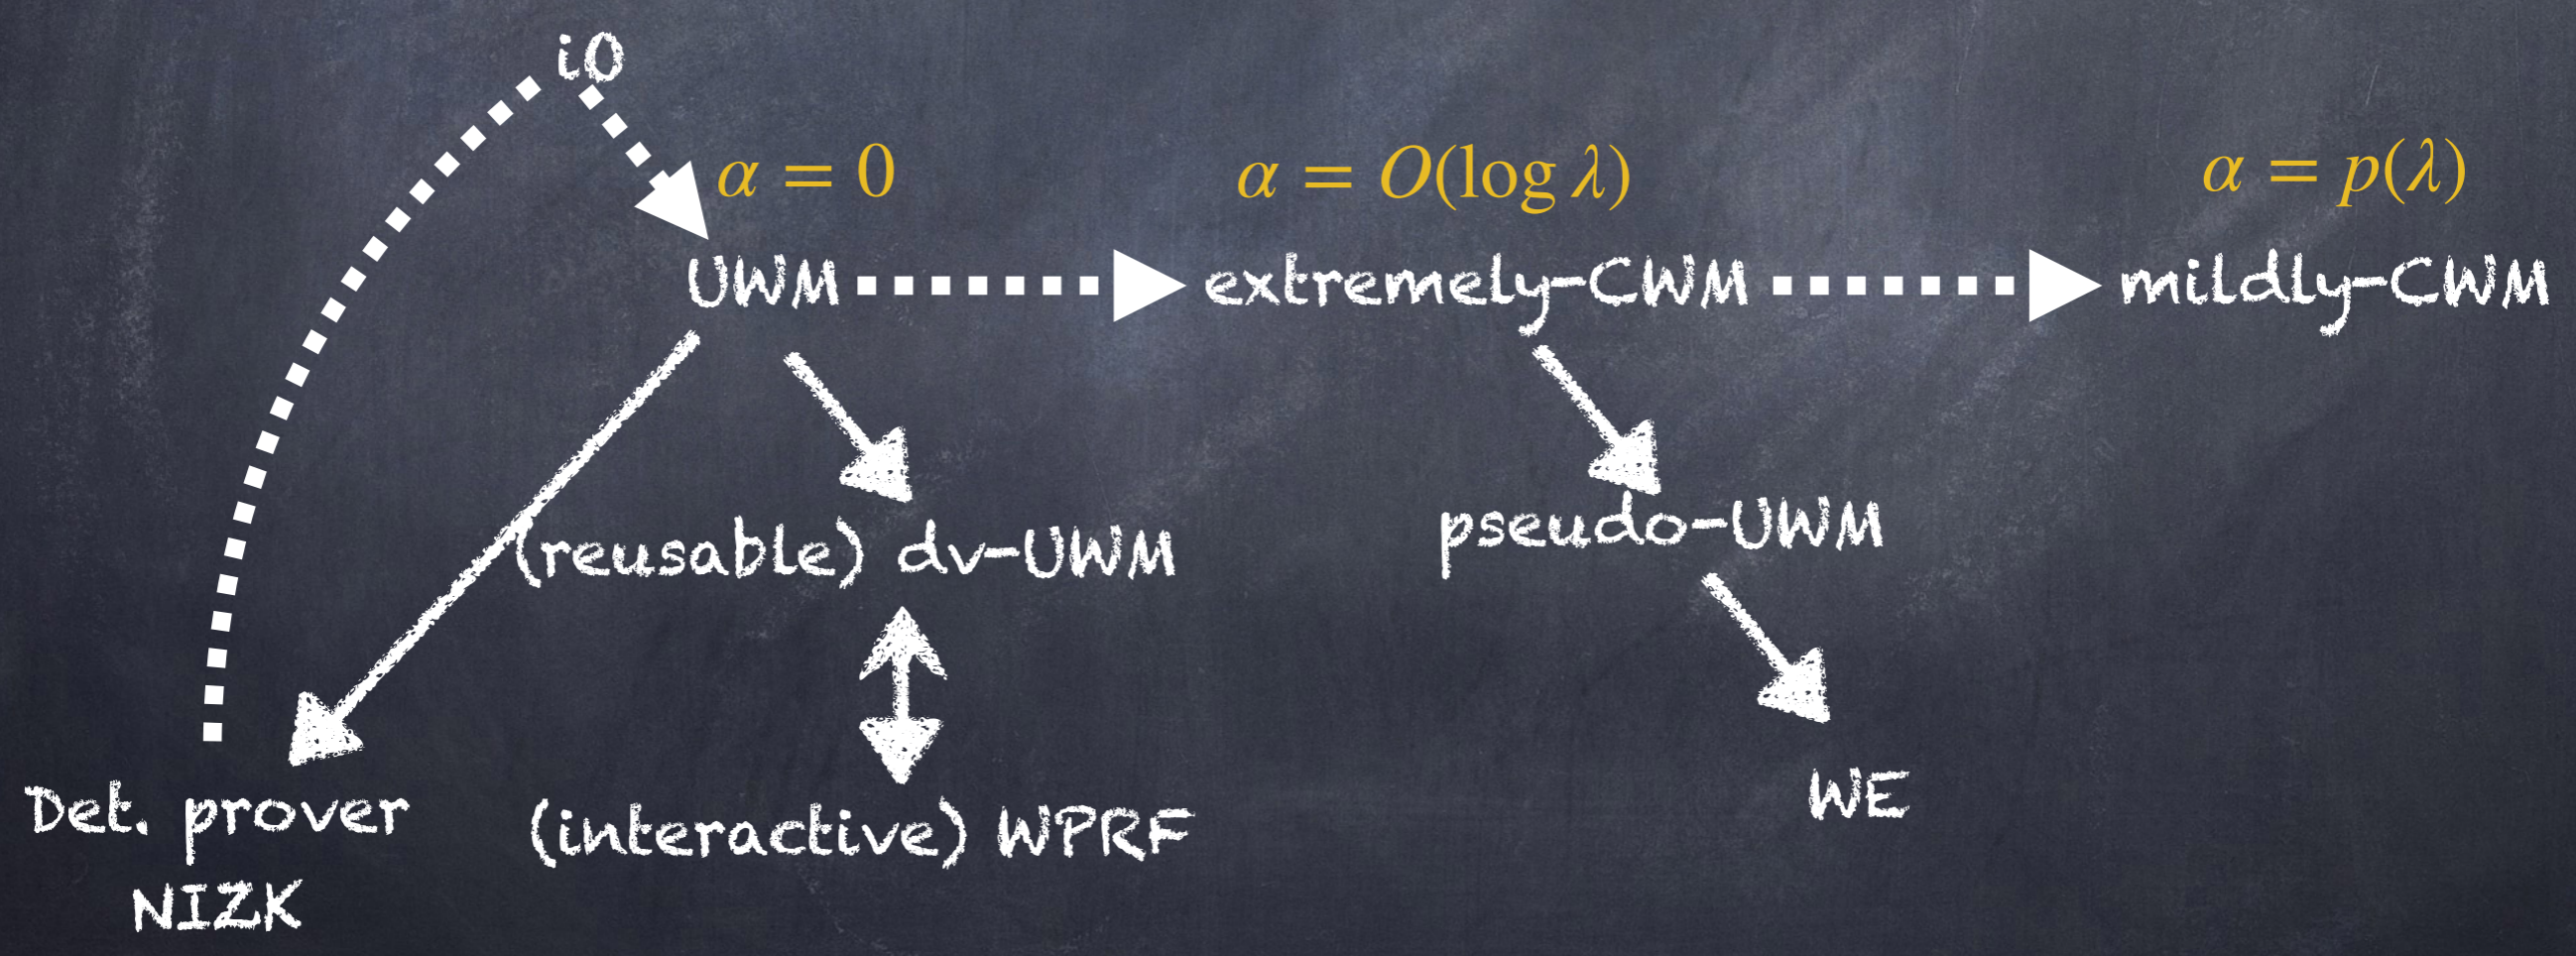 iO
α = 0
α = O(log λ)
α = p(λ)
UWM
extremely-CWM
mildly-CWM
(reusable) dv-UWM
pseudo-UWM
Det. prover
NIZK
(interactive) WPRF
WE